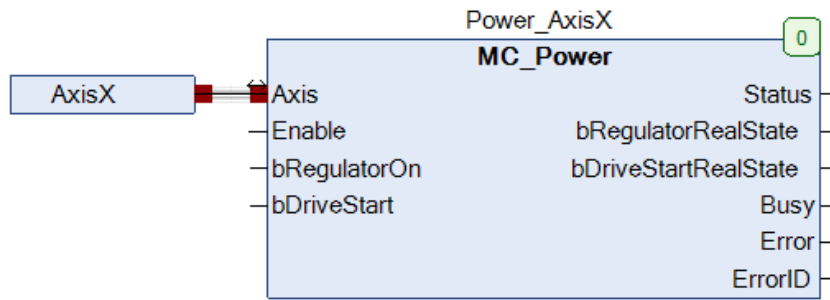 Power_AxisX
0
MC_Power
AxisX
Axis
Status
Enable
bRegulatorRealState
bRegulatorOn
bDriveStartRealState
bDriveStart
Busy
Error
ErrorID